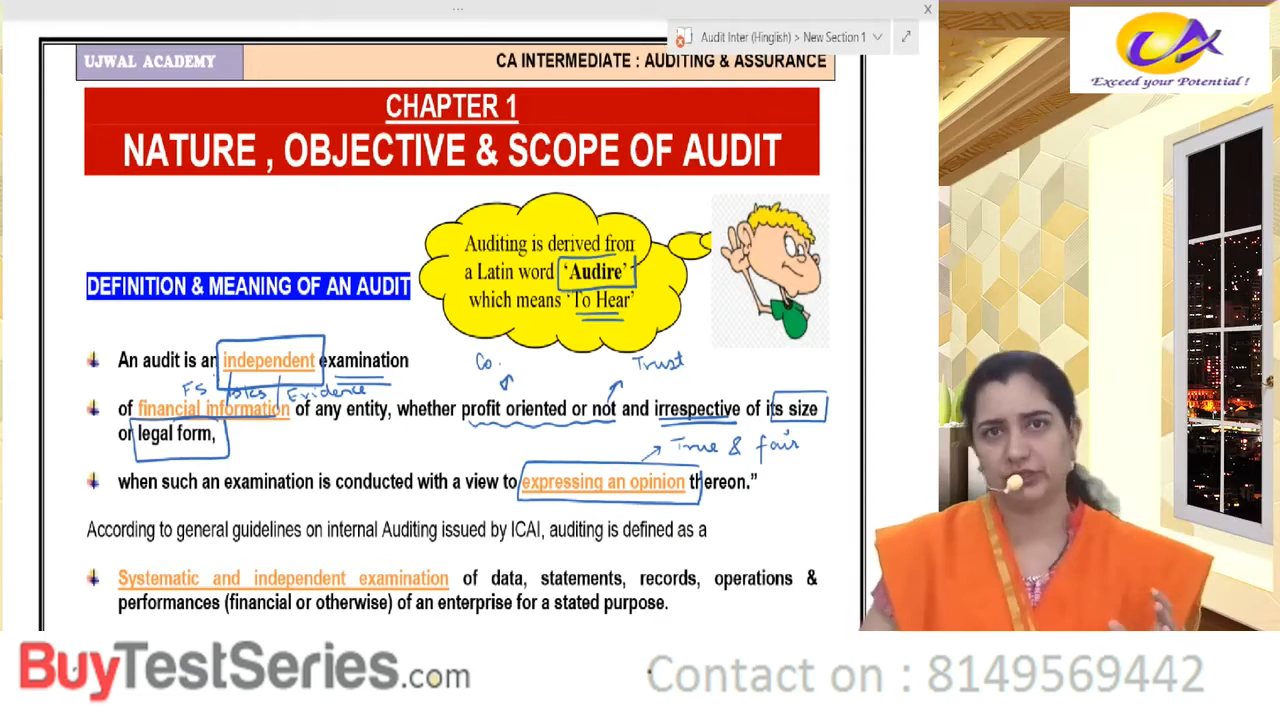 Audit Inter (Hinglish) > New Section 1
UJWAL ACADEMY
CA INTERMEDIATE : AUDITING & ASSURANCE
Exceed your Potential !
CHAPTER 1
NATURE , OBJECTIVE & SCOPE OF AUDIT
Auditing is derived from
a Latin word ‘Audire’
which means ‘To Hear’
DEFINITION & MEANING OF AN AUDIT
An audit is an independent examination
Co.
Trust
FS
Evidence
of financial information of any entity, whether profit oriented or not and irrespective of its size
or legal form,
True & fair
when such an examination is conducted with a view to expressing an opinion thereon.”
According to general guidelines on internal Auditing issued by ICAI, auditing is defined as a
Systematic and independent examination of data, statements, records, operations &
performances (financial or otherwise) of an enterprise for a stated purpose.
BuyTestSeries.com
Contact on : 8149569442